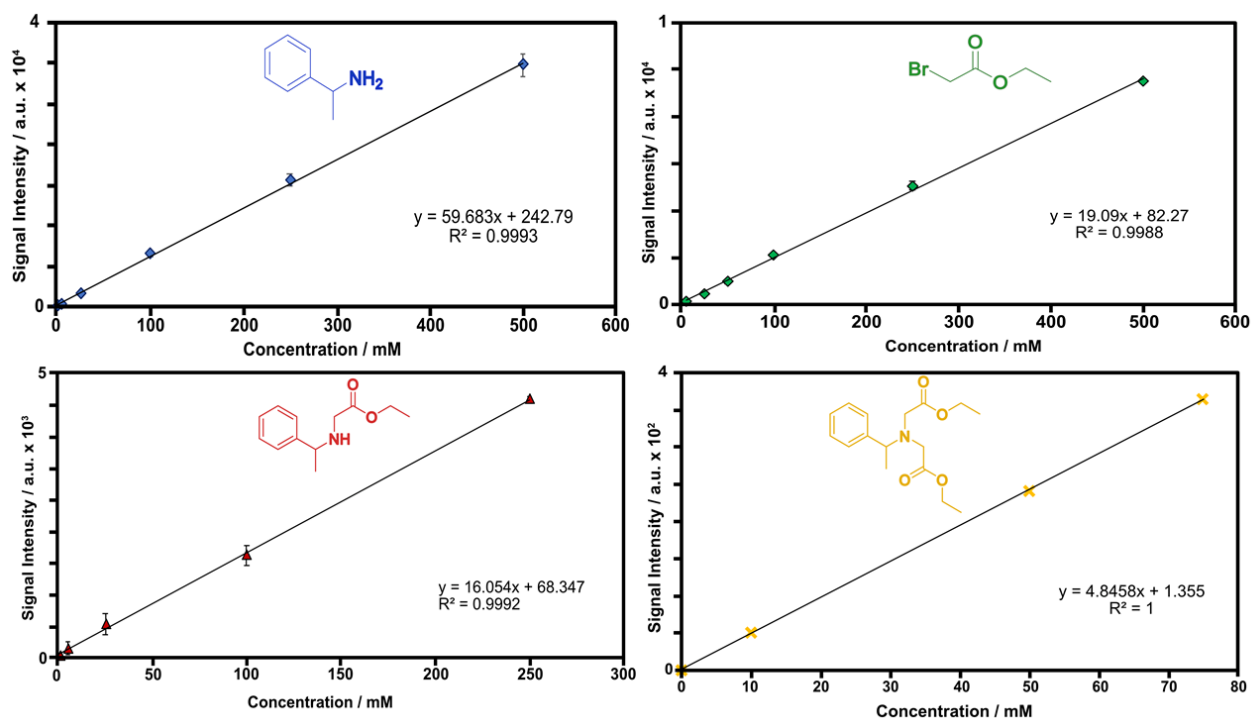 4
Signal Intensity / a.u. x 10⁴
NH₂
y = 59.683x + 242.79
R² = 0.9993
0
0 100 200 300 400 500 600
Concentration / mM
1
Signal Intensity / a.u. x 10⁴
O
Br
O
y = 19.09x + 82.27
R² = 0.9988
0
0 100 200 300 400 500 600
Concentration / mM
5
Signal Intensity / a.u. x 10³
O
O
NH
y = 16.054x + 68.347
R² = 0.9992
0
0 50 100 150 200 250 300
Concentration / mM
4
Signal Intensity / a.u. x 10²
O
O
N
O
O
y = 4.8458x + 1.355
R² = 1
0
0 10 20 30 40 50 60 70 80
Concentration / mM